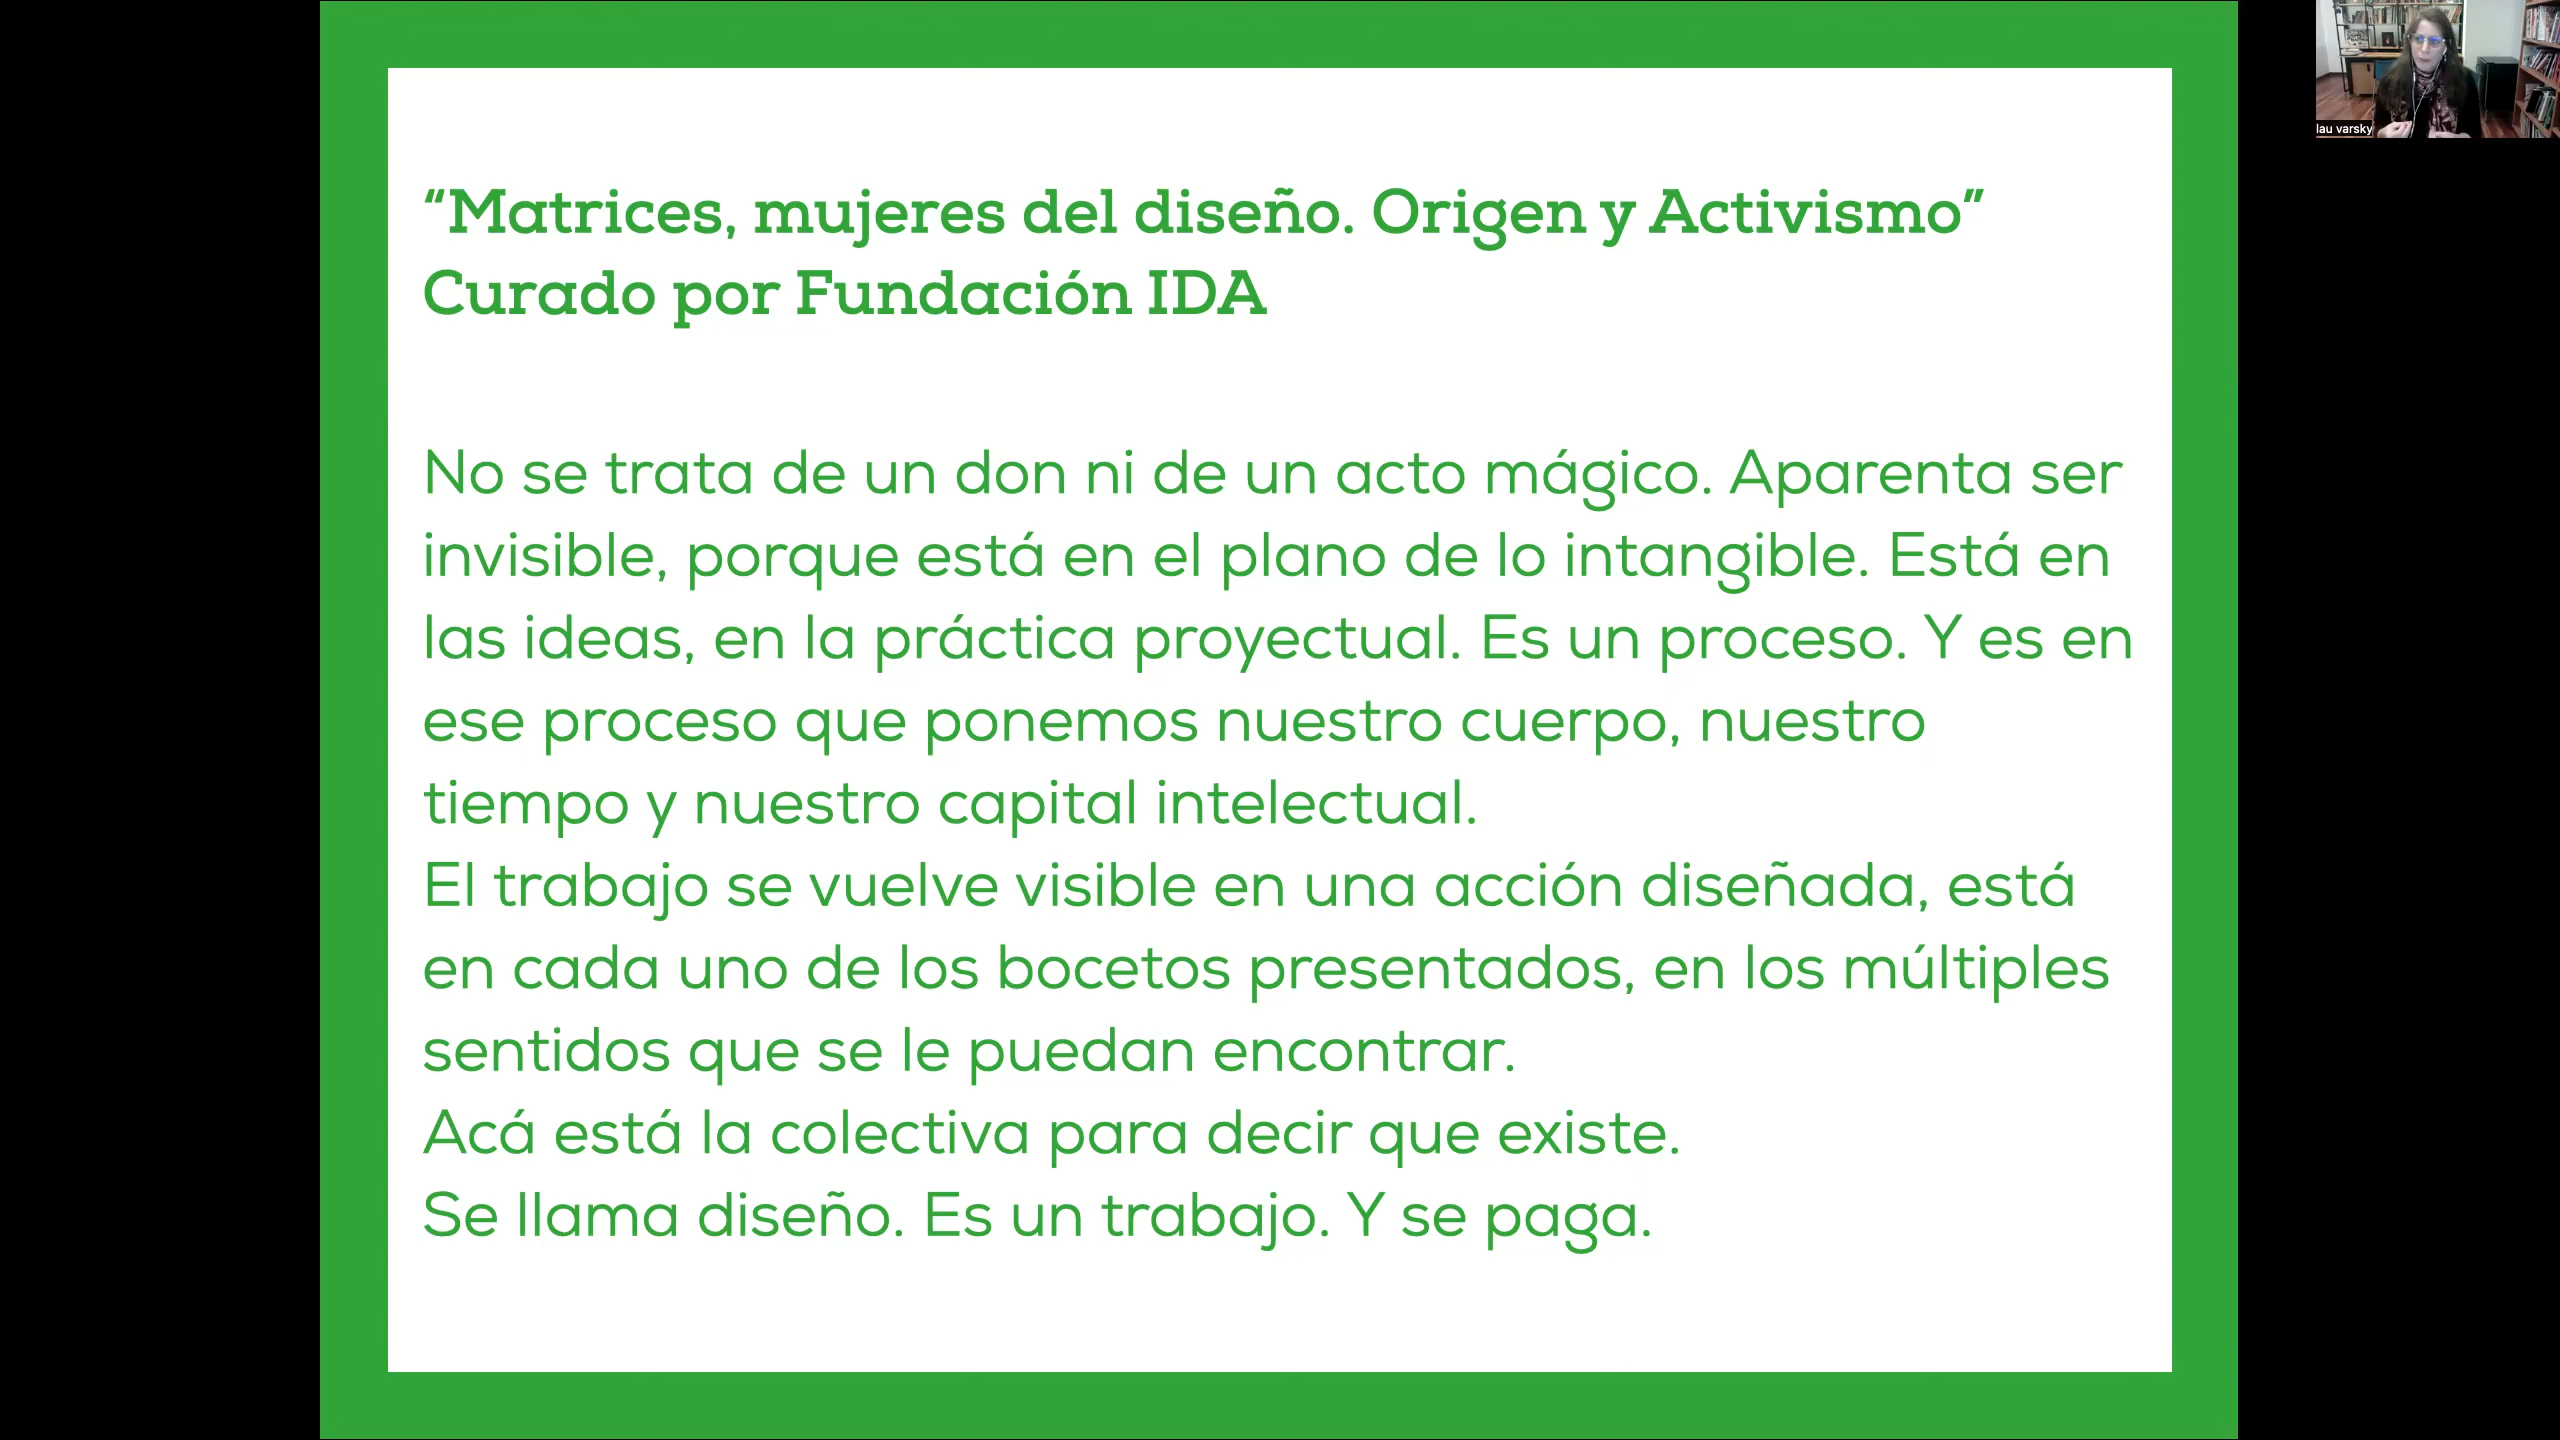 “Matrices, mujeres del diseño. Origen y Activismo”
Curado por Fundación IDA
No se trata de un don ni de un acto mágico. Aparenta ser
invisible, porque está en el plano de lo intangible. Está en
las ideas, en la práctica proyectual. Es un proceso. Y es en
ese proceso que ponemos nuestro cuerpo, nuestro
tiempo y nuestro capital intelectual.
El trabajo se vuelve visible en una acción diseñada, está
en cada uno de los bocetos presentados, en los múltiples
sentidos que se le puedan encontrar.
Acá está la colectiva para decir que existe.
Se llama diseño. Es un trabajo. Y se paga.
lau varsky